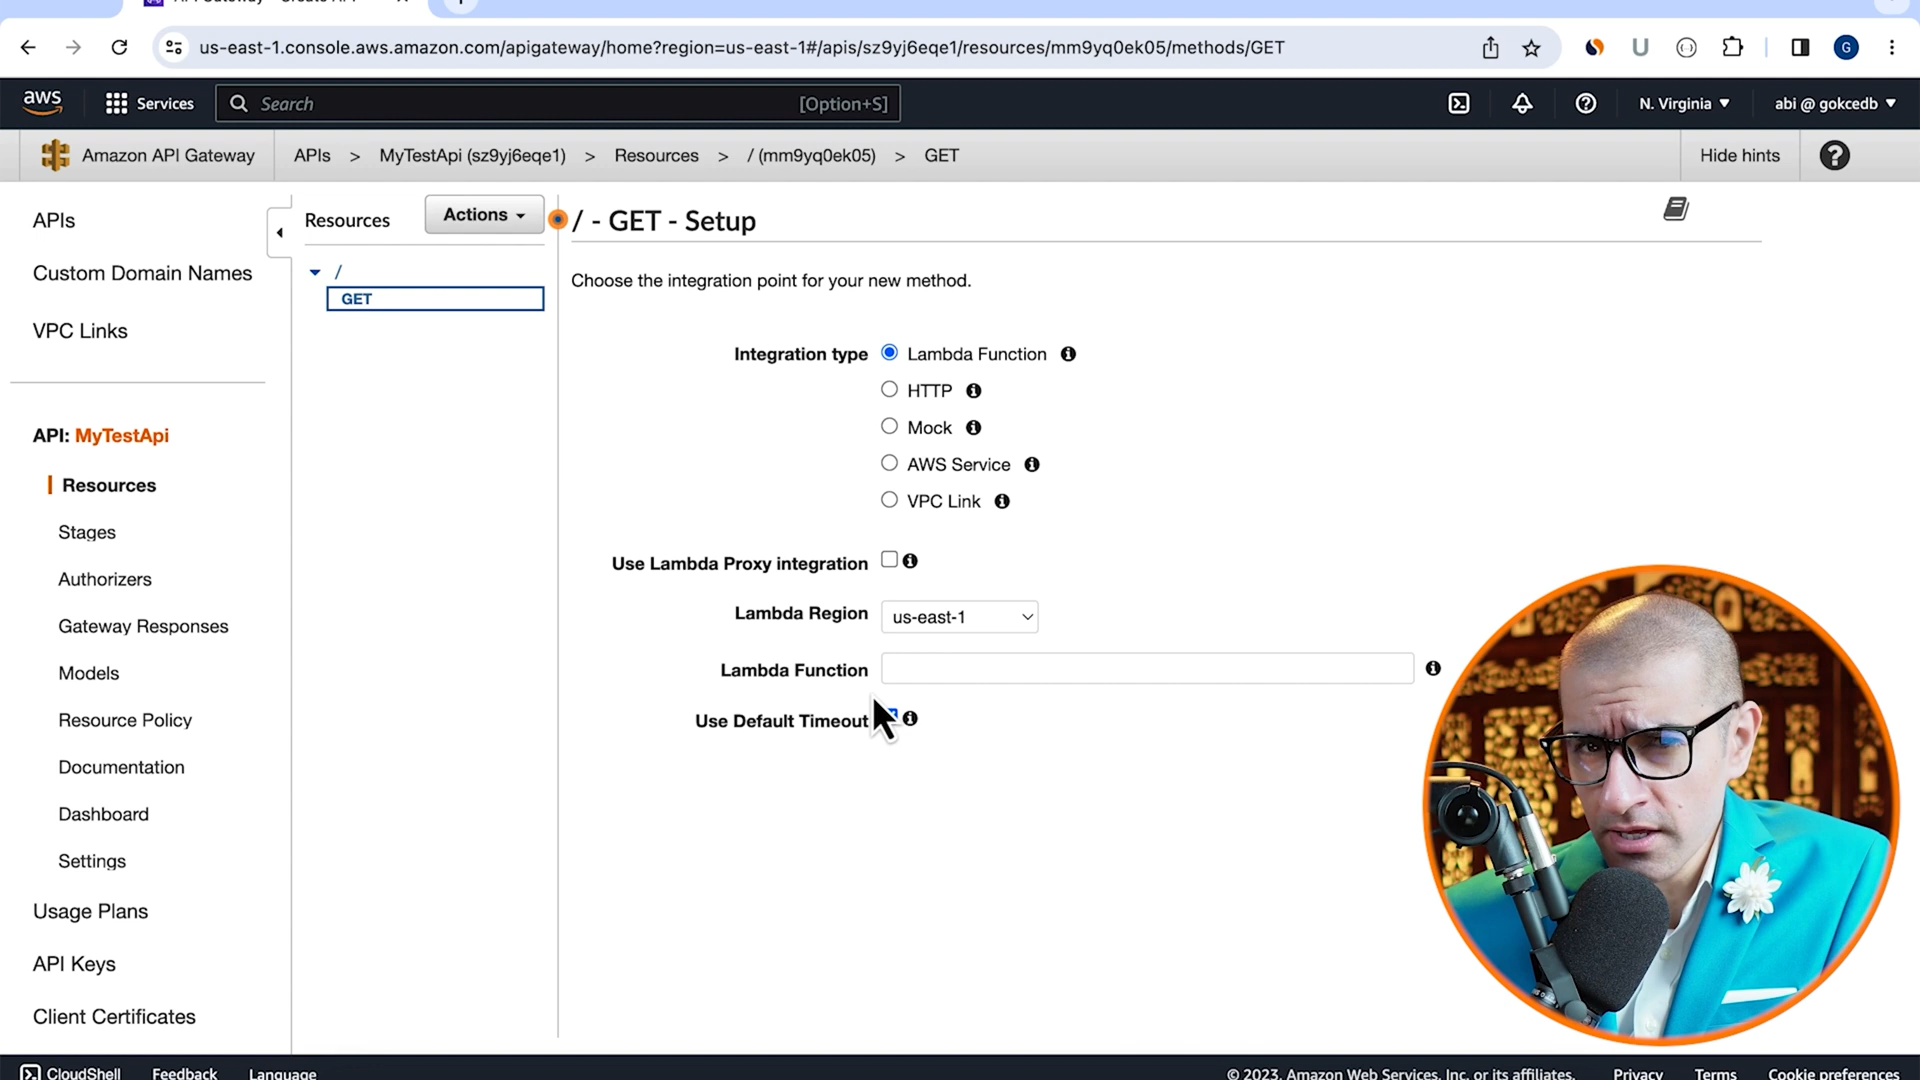 us-east-1.console.aws.amazon.com/apigateway/home?region=us-east-1#/apis/sz9yj6eqe1/resources/mm9yq0ek05/methods/GET
G
aws
Services
Search
[Option+S]
N. Virginia
abi @ gokcedb
Amazon API Gateway
APIs > MyTestApi (sz9yj6eqe1) > Resources > / (mm9yq0ek05) > GET
Hide hints
APIs
Custom Domain Names
VPC Links
API: MyTestApi
Resources
Stages
Authorizers
Gateway Responses
Models
Resource Policy
Documentation
Dashboard
Settings
Usage Plans
API Keys
Client Certificates
Resources
Actions
/
GET
/ - GET - Setup
Choose the integration point for your new method.
Integration type
Lambda Function
HTTP
Mock
AWS Service
VPC Link
Use Lambda Proxy integration
Lambda Region
us-east-1
Lambda Function
Use Default Timeout
CloudShell
Feedback
Language
© 2023, Amazon Web Services, Inc. or its affiliates.
Privacy
Terms
Cookie preferences